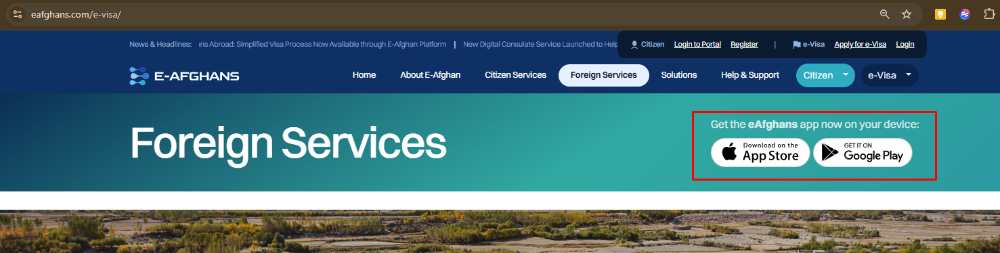 eafghans.com/e-visa/
News & Headlines: ns Abroad: Simplified Visa Process Now Available through E-Afghan Platform | New Digital Consulate Service Launched to Help
Citizen Login to Portal Register | e-Visa Apply for e-Visa Login
E-AFGHANS Home About E-Afghan Citizen Services Foreign Services Solutions Help & Support Citizen e-Visa
Foreign Services
Get the eAfghans app now on your device:
Download on the
App Store
GET IT ON
Google Play